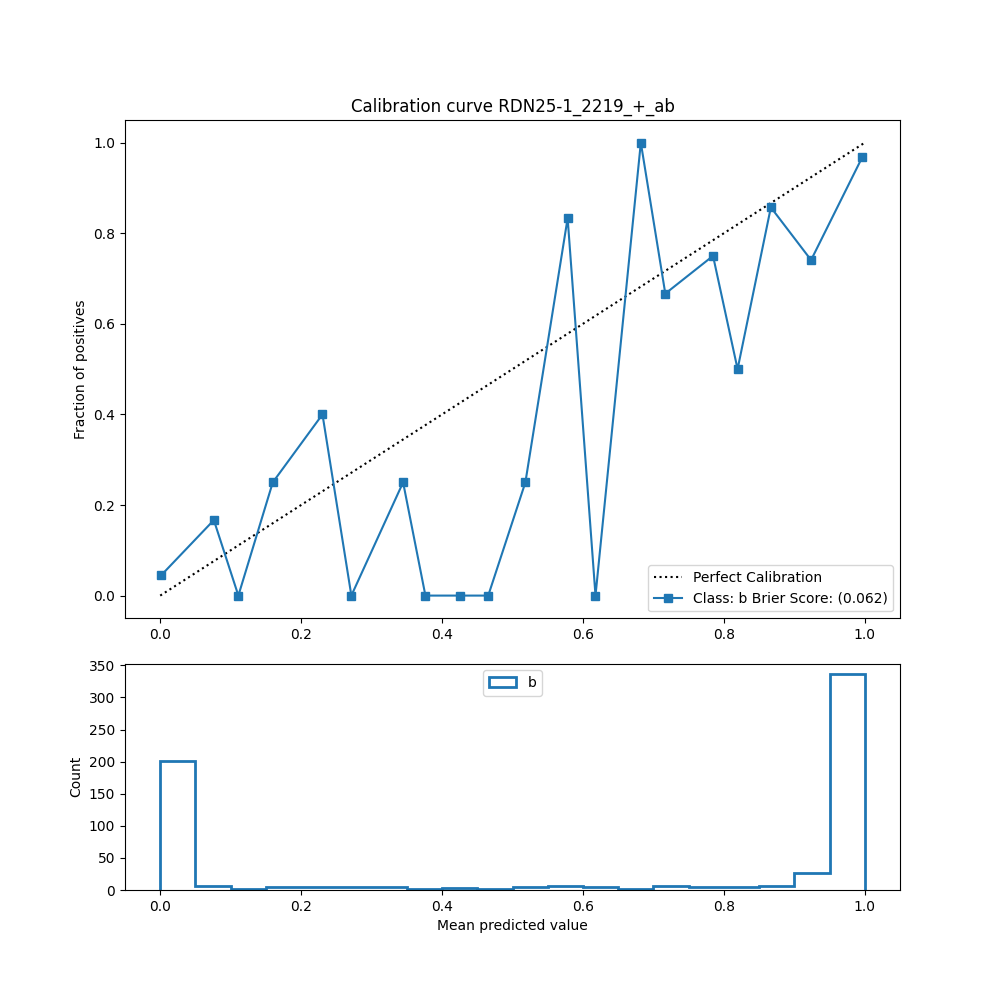 Calibration curve RDN25-1_2219_+_ab
Fraction of positives
1.0
0.8
0.6
0.4
0.2
0.0
Perfect Calibration
Class: b Brier Score: (0.062)
0.0 0.2 0.4 0.6 0.8 1.0
Count
350
300
250
200
150
100
50
0
b
0.0 0.2 0.4 0.6 0.8 1.0
Mean predicted value